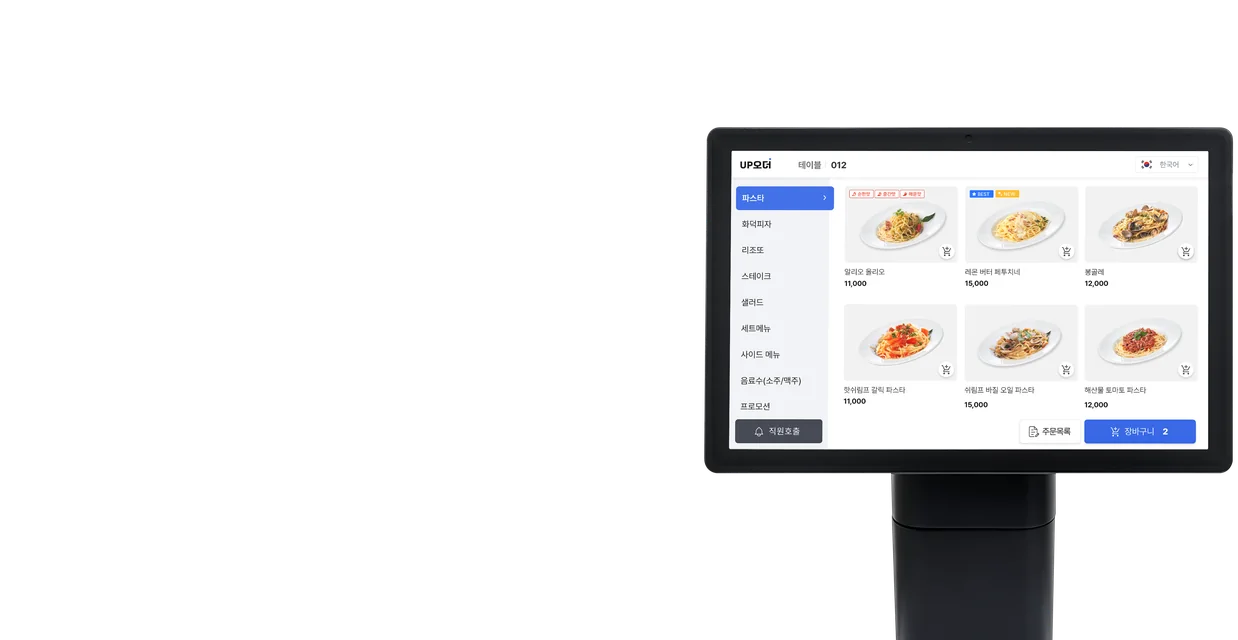 UP오더
테이블 012
한국어
파스타
화덕피자
리조또
스테이크
샐러드
세트메뉴
사이드 메뉴
음료수(소주/맥주)
프로모션
직원호출
순한맛
매운맛
알리오 올리오
11,000
BEST
NEW
레몬 버터 페투치네
15,000
봉골레
12,000
핫쉬림프 갈릭 파스타
11,000
쉬림프 바질 오일 파스타
15,000
해산물 토마토 파스타
12,000
주문목록
장바구니 2